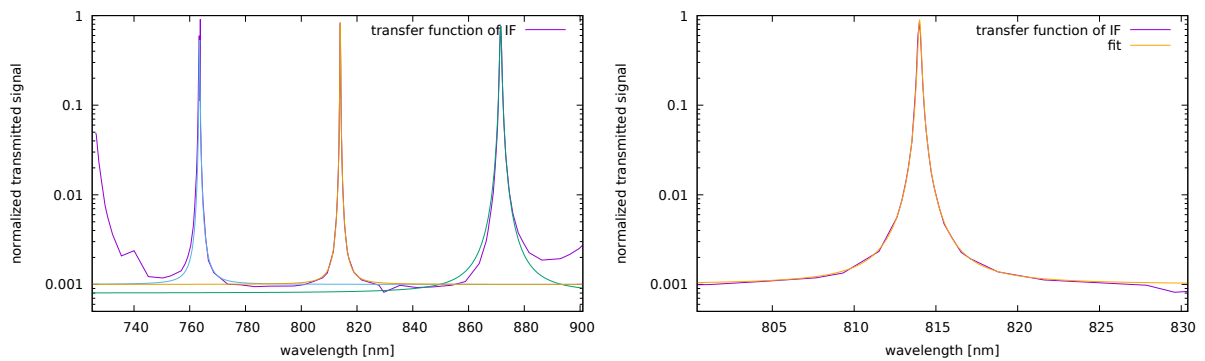 1
0.1
0.01
0.001
740 760 780 800 820 840 860 880 900
normalized transmitted signal
wavelength [nm]
transfer function of IF
1
0.1
0.01
0.001
805 810 815 820 825 830
normalized transmitted signal
wavelength [nm]
transfer function of IF
fit